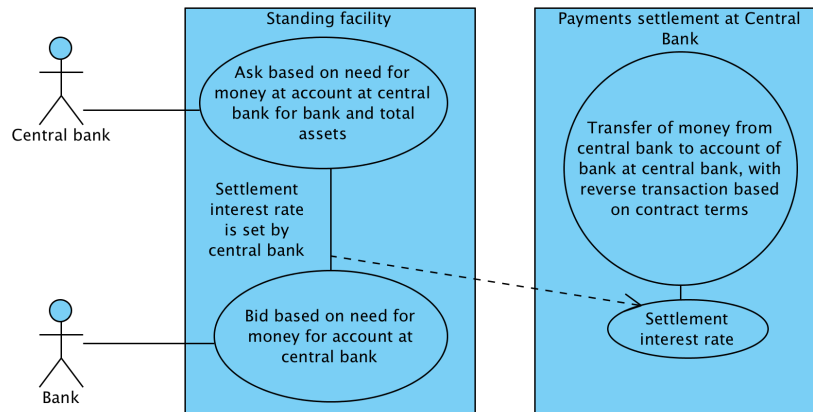 Standing facility
Payments settlement at Central
Bank
Ask based on need for
money at account at central
bank for bank and total
assets
Central bank
Transfer of money from
central bank to account of
bank at central bank, with
reverse transaction based
on contract terms
Settlement
interest rate
is set by
central bank
Bid based on need for
money for account at
central bank
Settlement
interest rate
Bank